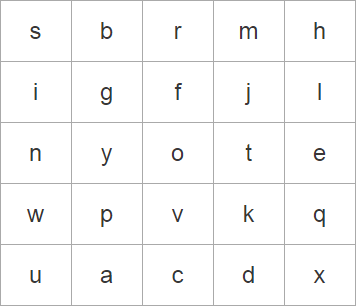 s b r m h
i g f j l
n y o t e
w p v k q
u a c d x